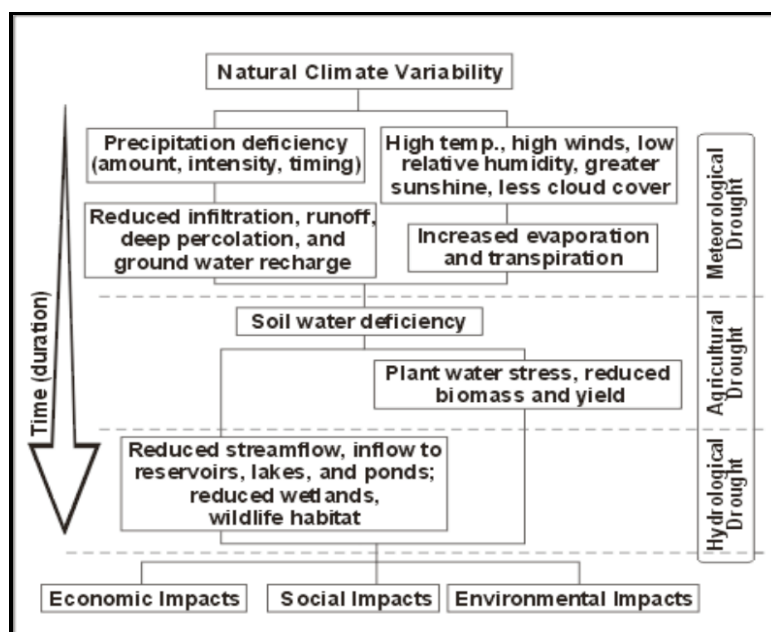 Natural Climate Variability
Precipitation deficiency
(amount, intensity, timing)
High temp., high winds, low
relative humidity, greater
sunshine, less cloud cover
Reduced infiltration, runoff,
deep percolation, and
ground water recharge
Increased evaporation
and transpiration
Meteorological
Drought
Soil water deficiency
Plant water stress, reduced
biomass and yield
Agricultural
Drought
Time (duration)
Reduced streamflow, inflow to
reservoirs, lakes, and ponds;
reduced wetlands,
wildlife habitat
Hydrological
Drought
Economic Impacts
Social Impacts
Environmental Impacts